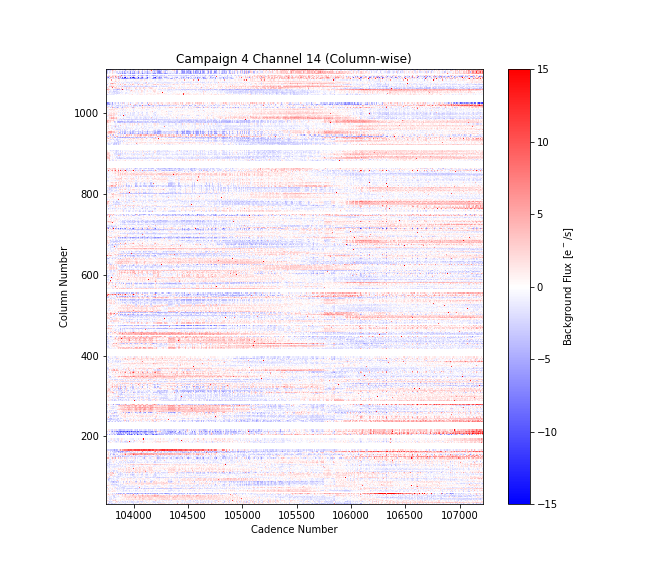 Campaign 4 Channel 14 (Column-wise)
1000
800
600
400
200
Column Number
104000 104500 105000 105500 106000 106500 107000
Cadence Number
15
10
5
0
−5
−10
−15
Background Flux [e⁻/s]